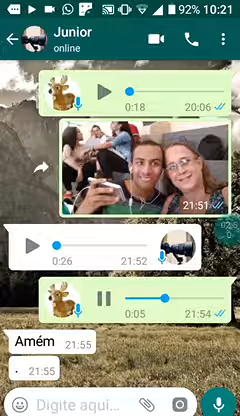 92% 10:21
Junior
online
0:18 20:06
21:51
0:26 21:52
0:05 21:54
Amém 21:55
. 21:55
Digite aqui...